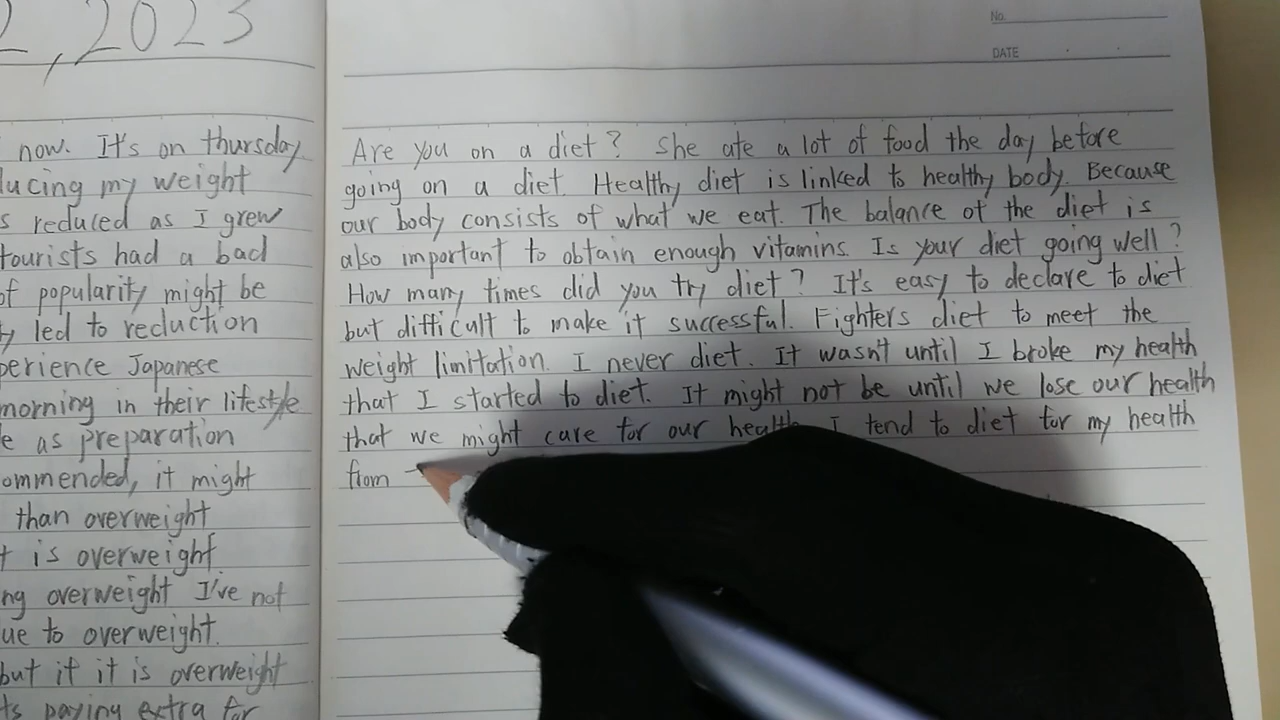 2, 2023
now. It's on thursday
my weight
reduced as I grew
tourists had a bad
of popularity might be
led to reduction
Japanese
morning in their lifestyle
as preparation
it might
than overweight
is overweight.
overweight I've not
to overweight.
but if it is overweight
paying extra for
No.
DATE
Are you on a diet? She ate a lot of food the day before
going on a diet. Healthy diet is linked to healthy body. Because
our body consists of what we eat. The balance of the diet is
also important to obtain enough vitamins. Is your diet going well?
How many times did you try diet? It's easy to declare to diet
but difficult to make it successful. Fighters diet to meet the
weight limitation. I never diet. It wasn't until I broke my health
that I started to diet. It might not be until we lose our health
that we might care for our health. I tend to diet for my health
from